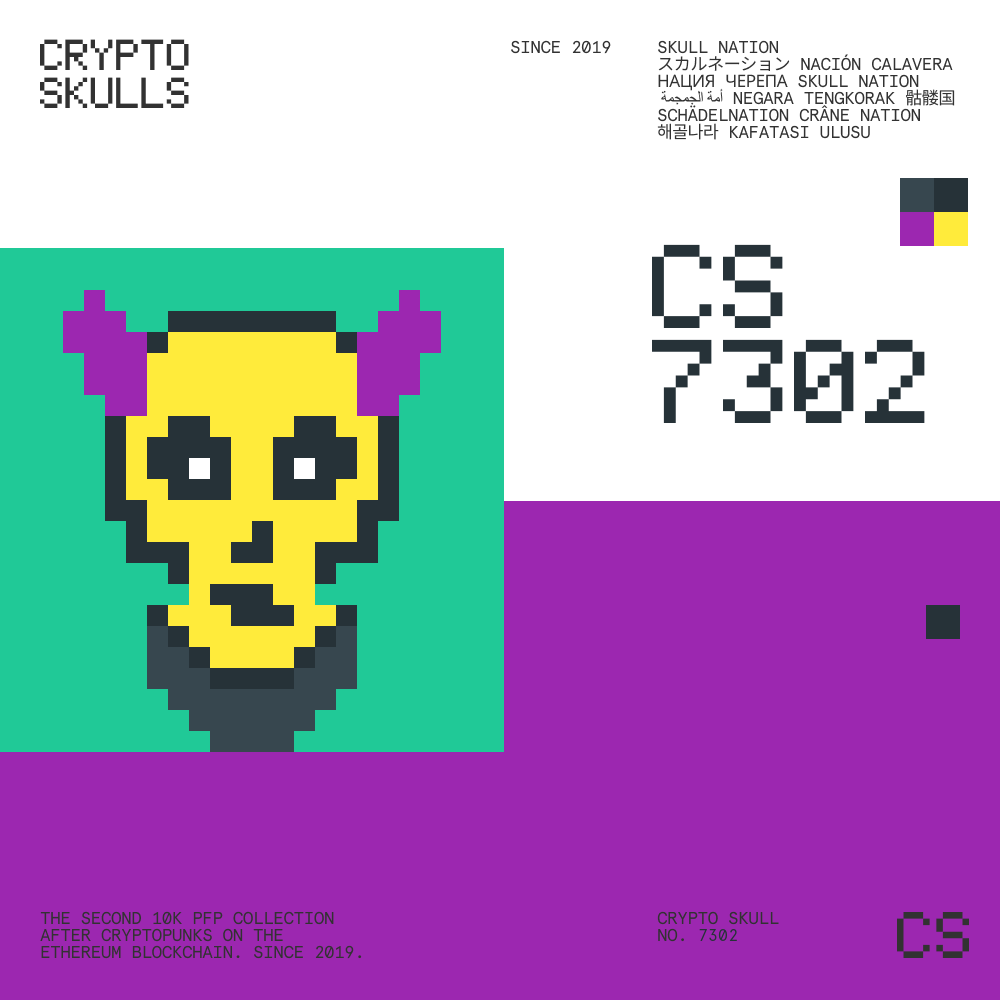 CRYPTO
SKULLS
SINCE 2019
SKULL NATION
スカルネーション NACIÓN CALAVERA
НАЦИЯ ЧЕРЕПА SKULL NATION
أمة الجمجمة NEGARA TENGKORAK 骷髅国
SCHÄDELNATION CRÂNE NATION
해골나라 KAFATASI ULUSU
CS
7302
THE SECOND 10K PFP COLLECTION
AFTER CRYPTOPUNKS ON THE
ETHEREUM BLOCKCHAIN. SINCE 2019.
CRYPTO SKULL
NO. 7302
CS